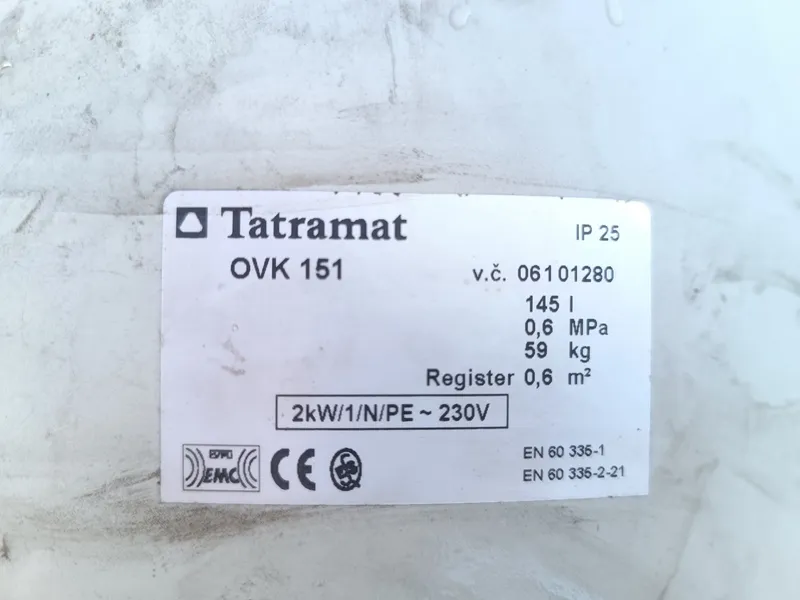 Tatramat
IP 25
OVK 151
v.č. 06101280
145 l
0,6 MPa
59 kg
Register 0,6 m²
2kW/1/N/PE ~ 230V
EMC CE
EN 60 335-1
EN 60 335-2-21